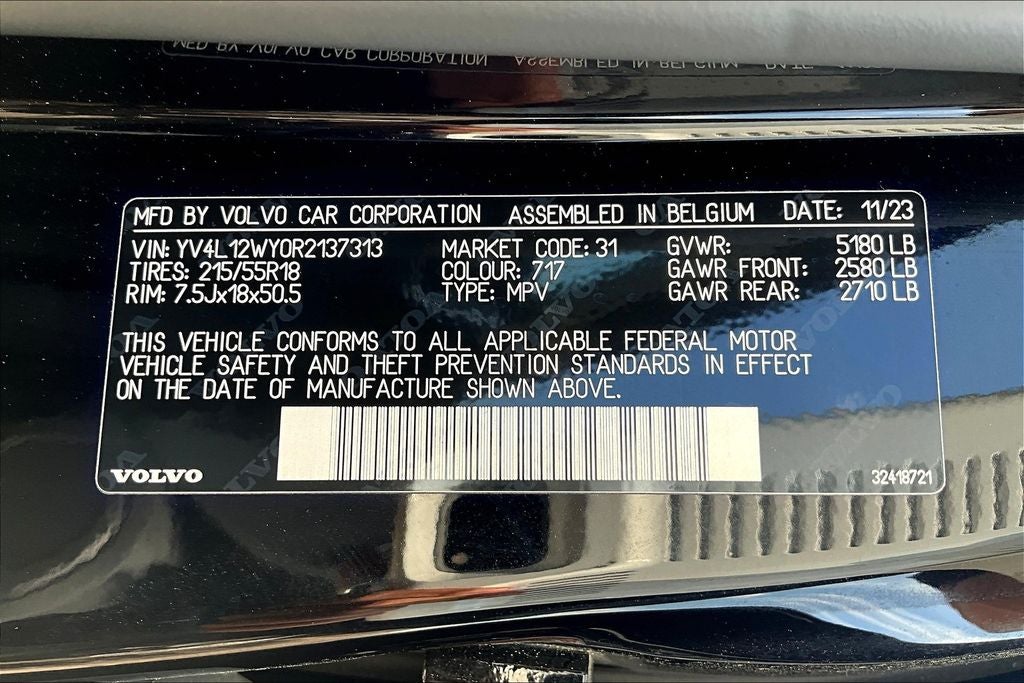 MFD BY VOLVO CAR CORPORATION ASSEMBLED IN BELGIUM DATE: 11/23
VIN: YV4L12WY0R2137313 MARKET CODE: 31 GVWR: 5180 LB
TIRES: 215/55R18 COLOUR: 717 GAWR FRONT: 2580 LB
RIM: 7.5Jx18x50.5 TYPE: MPV GAWR REAR: 2710 LB
THIS VEHICLE CONFORMS TO ALL APPLICABLE FEDERAL MOTOR
VEHICLE SAFETY AND THEFT PREVENTION STANDARDS IN EFFECT
ON THE DATE OF MANUFACTURE SHOWN ABOVE.
VOLVO 32418721